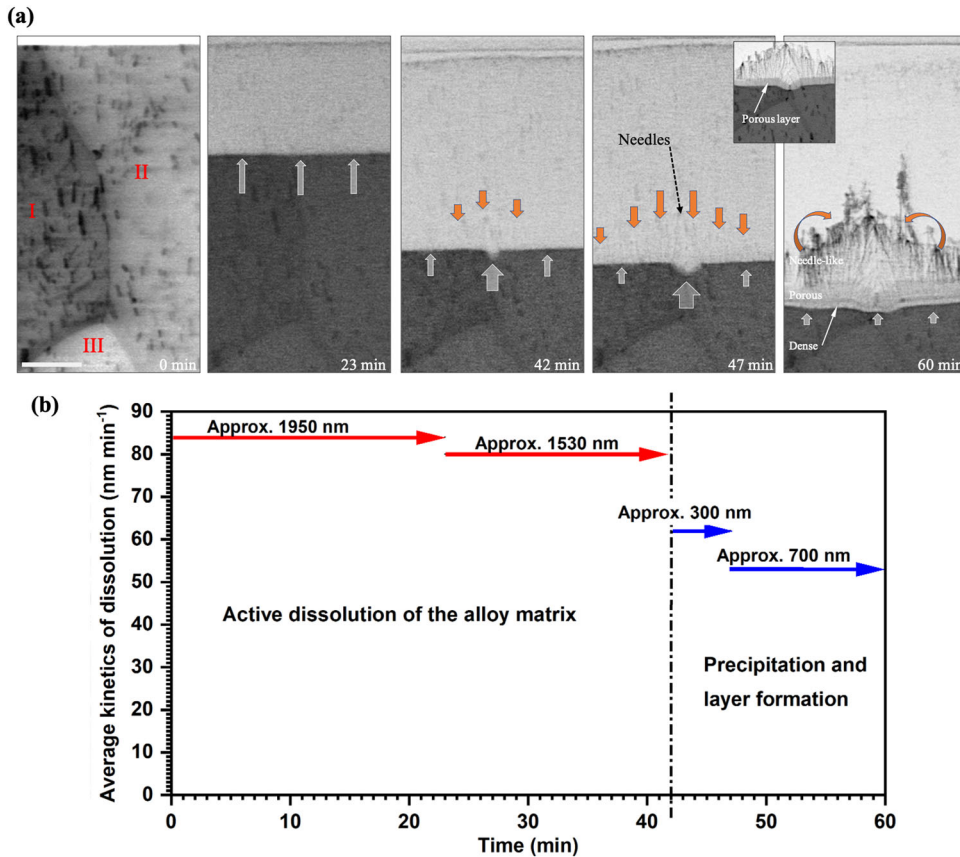 (a)
I
II
III
0 min
23 min
42 min
Needles
47 min
Porous layer
Needle-like
Porous
Dense
60 min
(b)
Average kinetics of dissolution (nm min⁻¹)
90
80
70
60
50
40
30
20
10
0
Approx. 1950 nm
Approx. 1530 nm
Approx. 300 nm
Approx. 700 nm
Active dissolution of the alloy matrix
Precipitation and
layer formation
0
10
20
30
40
50
60
Time (min)